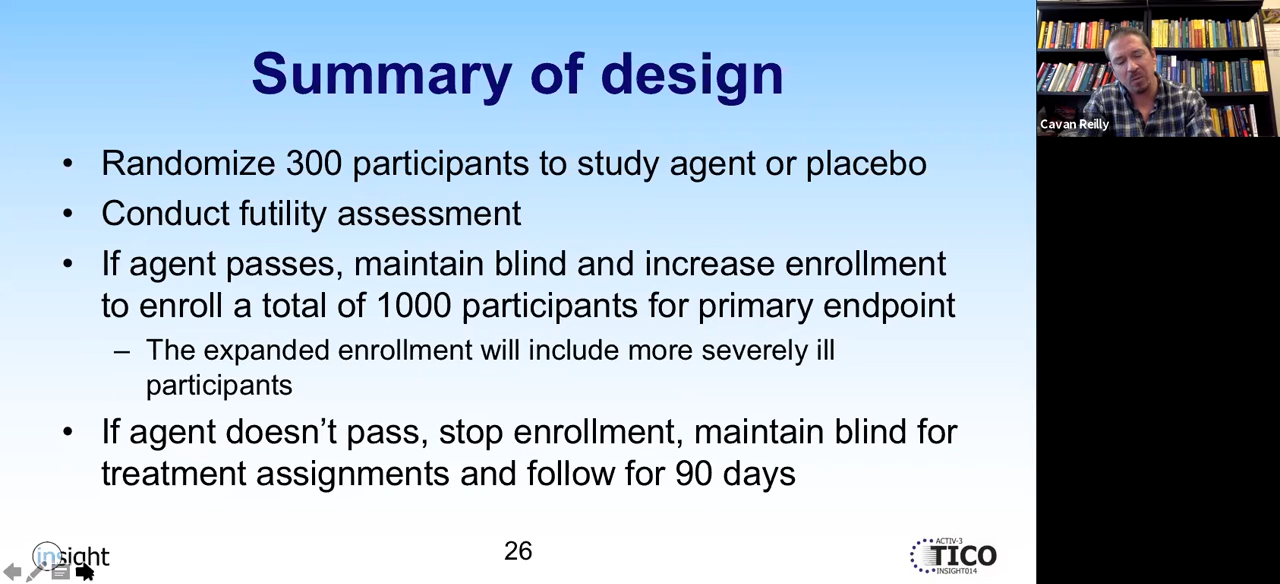 Summary of design
• Randomize 300 participants to study agent or placebo
• Conduct futility assessment
• If agent passes, maintain blind and increase enrollment
to enroll a total of 1000 participants for primary endpoint
– The expanded enrollment will include more severely ill
participants
• If agent doesn’t pass, stop enrollment, maintain blind for
treatment assignments and follow for 90 days
insight
26
ACTIV-3
TICO
INSIGHT014
Cavan Reilly